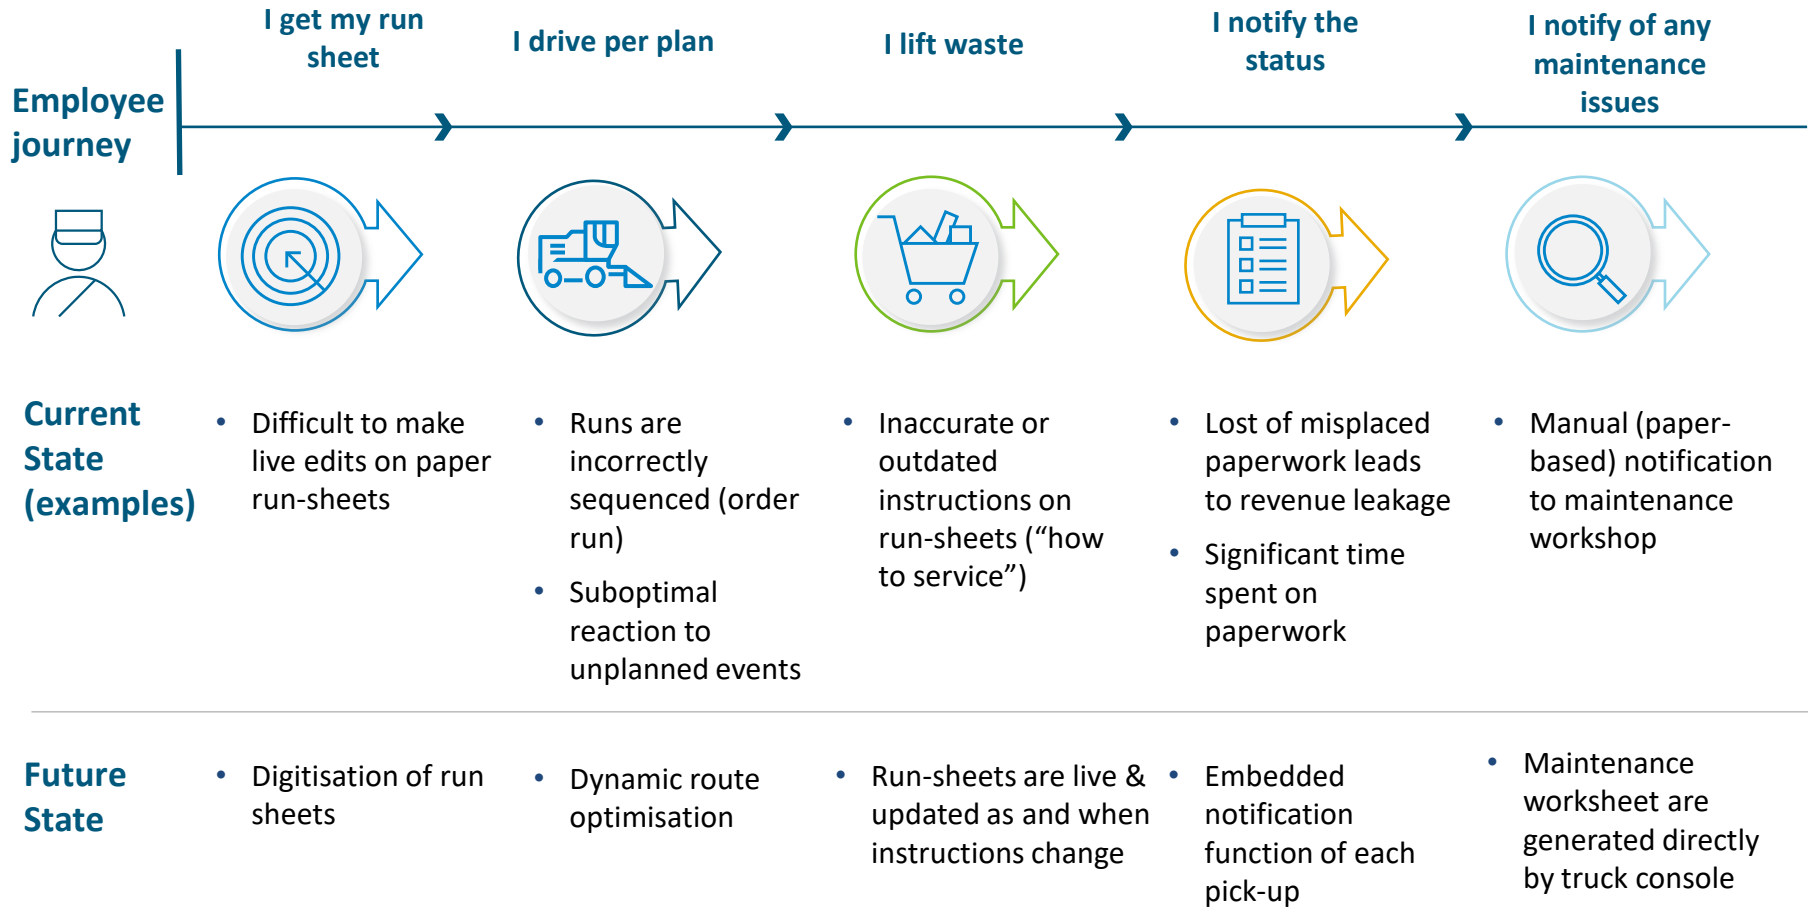 I get my run
sheet
I drive per plan
I lift waste
I notify the
status
I notify of any
maintenance
issues
Employee
journey
Current
State
(examples)
• Difficult to make
live edits on paper
run-sheets
• Runs are
incorrectly
sequenced (order
run)
• Suboptimal
reaction to
unplanned events
• Inaccurate or
outdated
instructions on
run-sheets (“how
to service”)
• Lost of misplaced
paperwork leads
to revenue leakage
• Significant time
spent on
paperwork
• Manual (paper-
based) notification
to maintenance
workshop
Future
State
• Digitisation of run
sheets
• Dynamic route
optimisation
• Run-sheets are live &
updated as and when
instructions change
• Embedded
notification
function of each
pick-up
• Maintenance
worksheet are
generated directly
by truck console